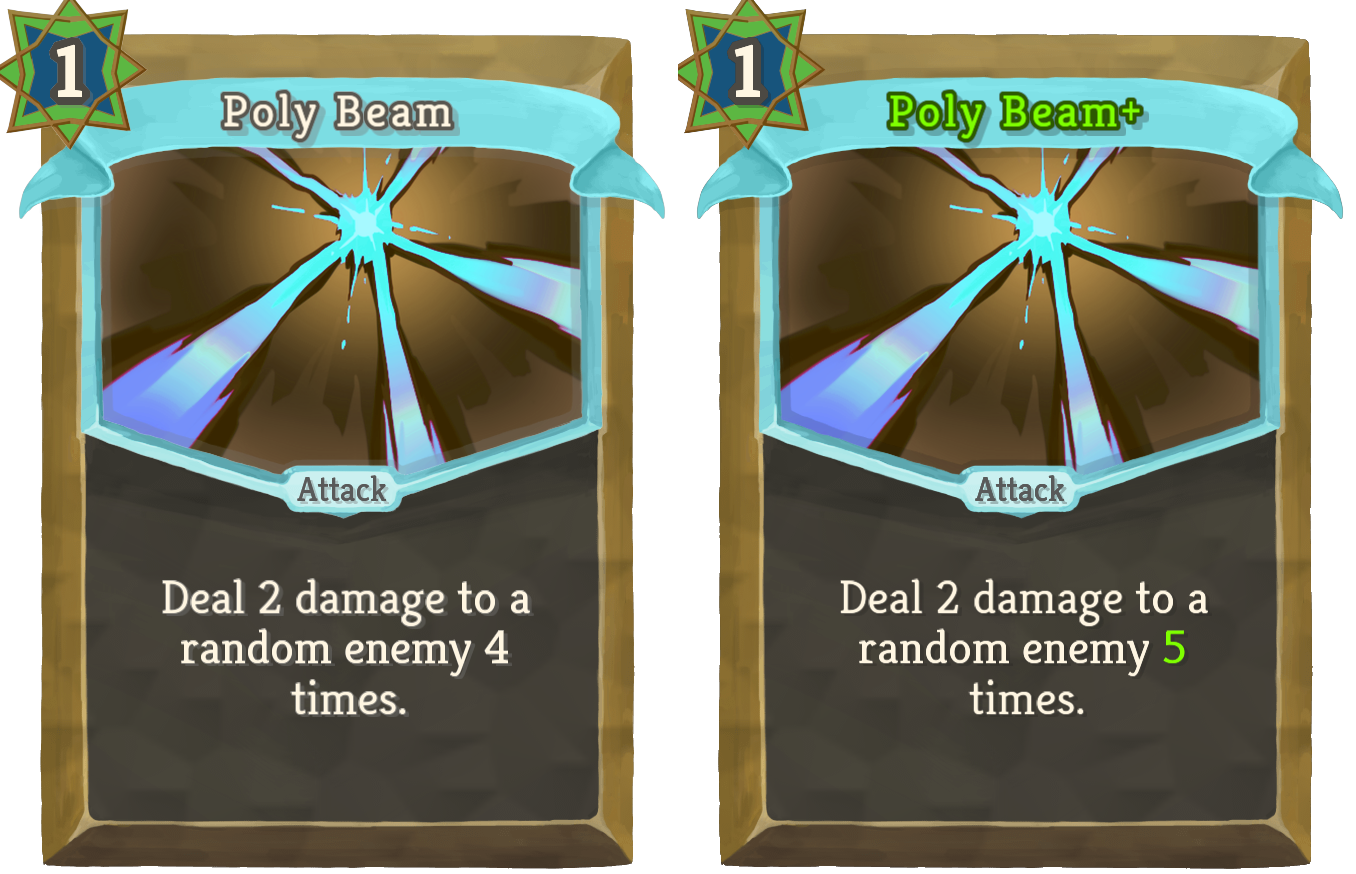 1
Poly Beam
Attack
Deal 2 damage to a
random enemy 4
times.
1
Poly Beam+
Attack
Deal 2 damage to a
random enemy 5
times.